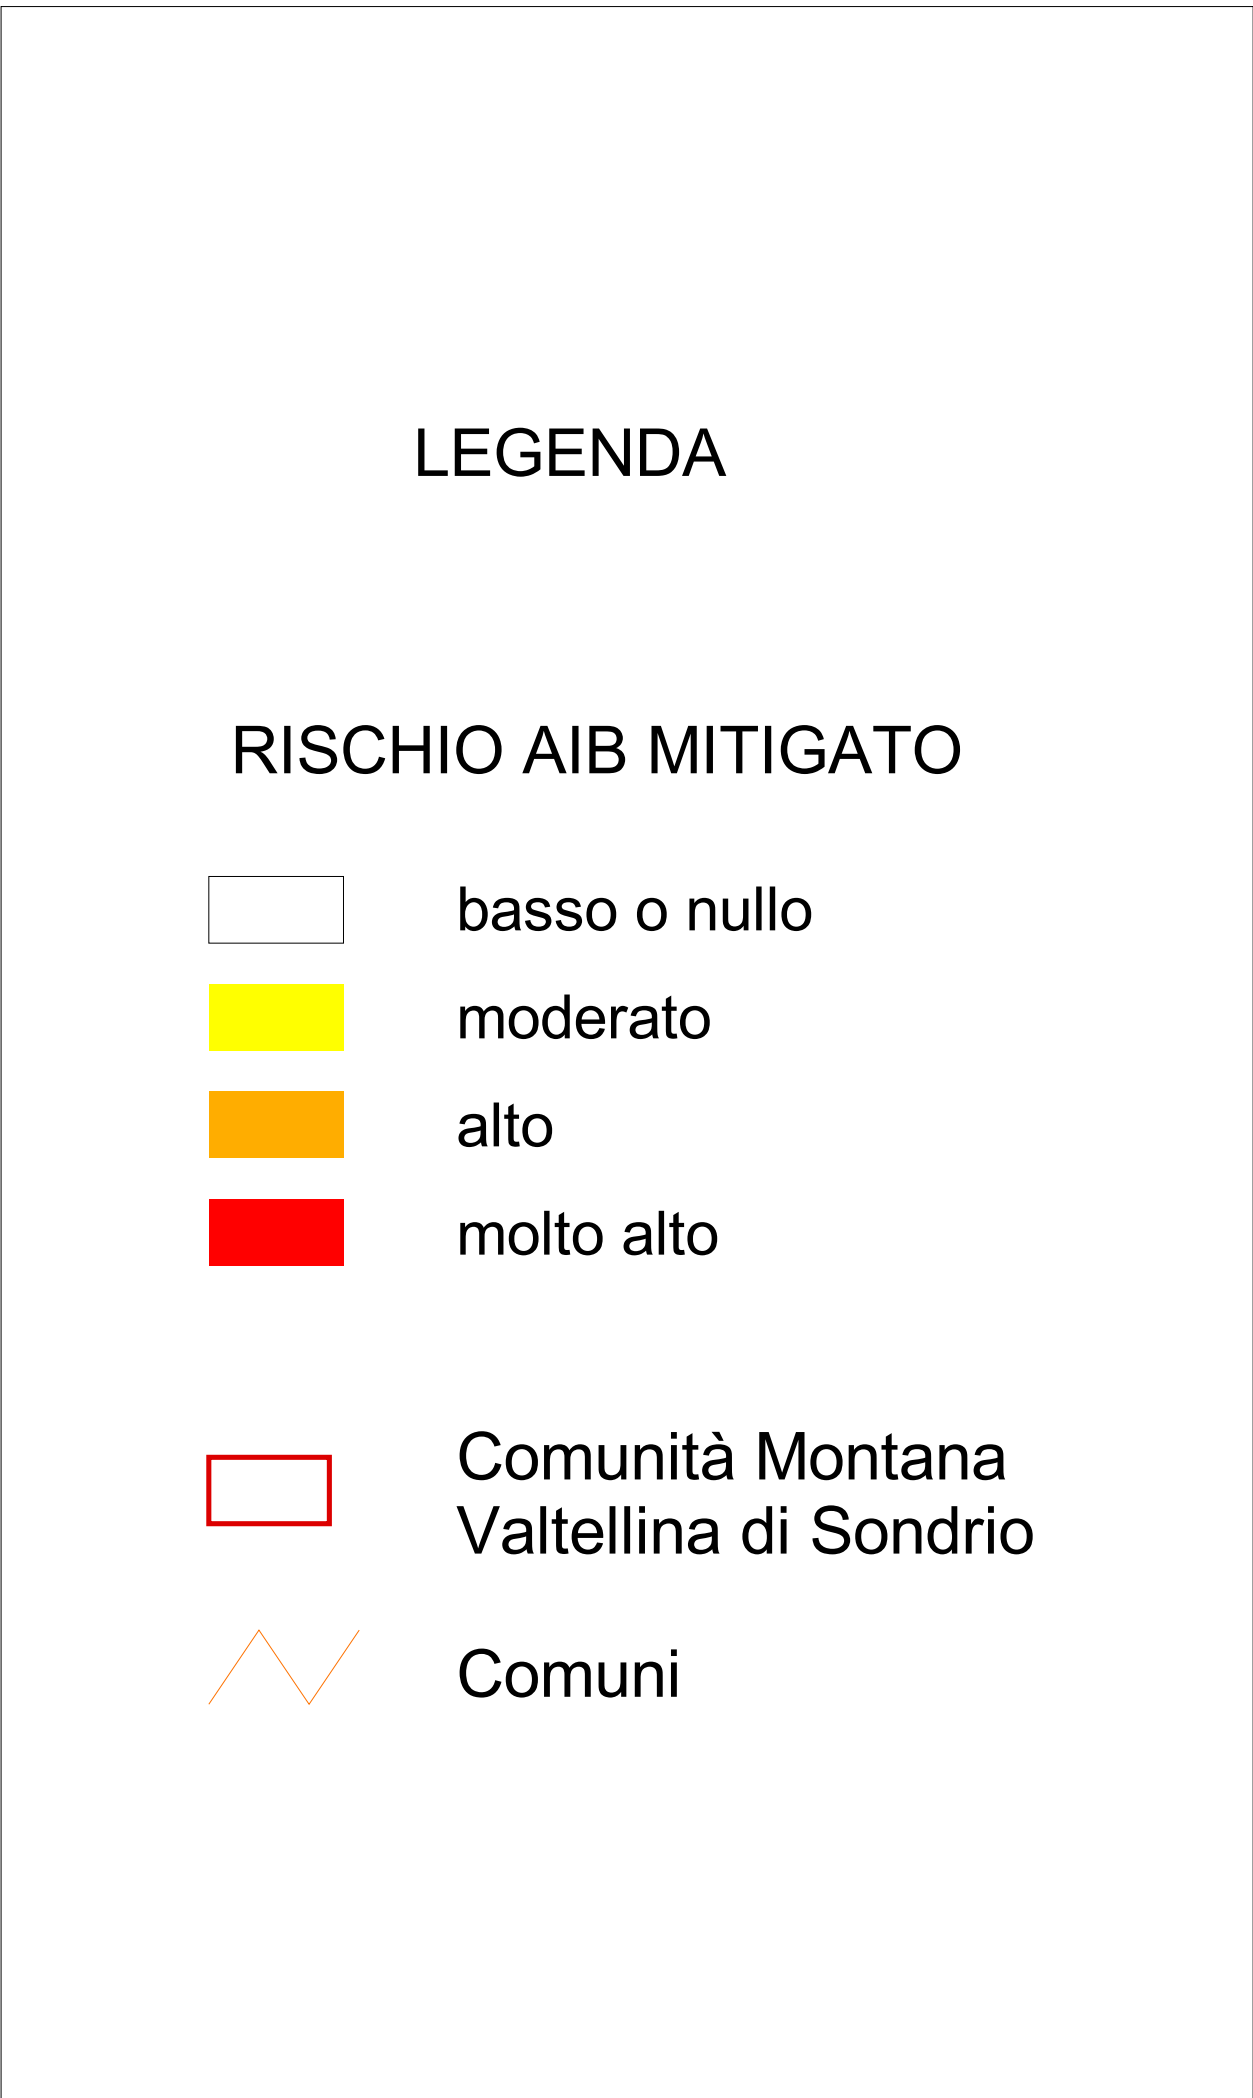 LEGENDA
RISCHIO AIB MITIGATO
basso o nullo
moderato
alto
molto alto
Comunità Montana
Valtellina di Sondrio
Comuni